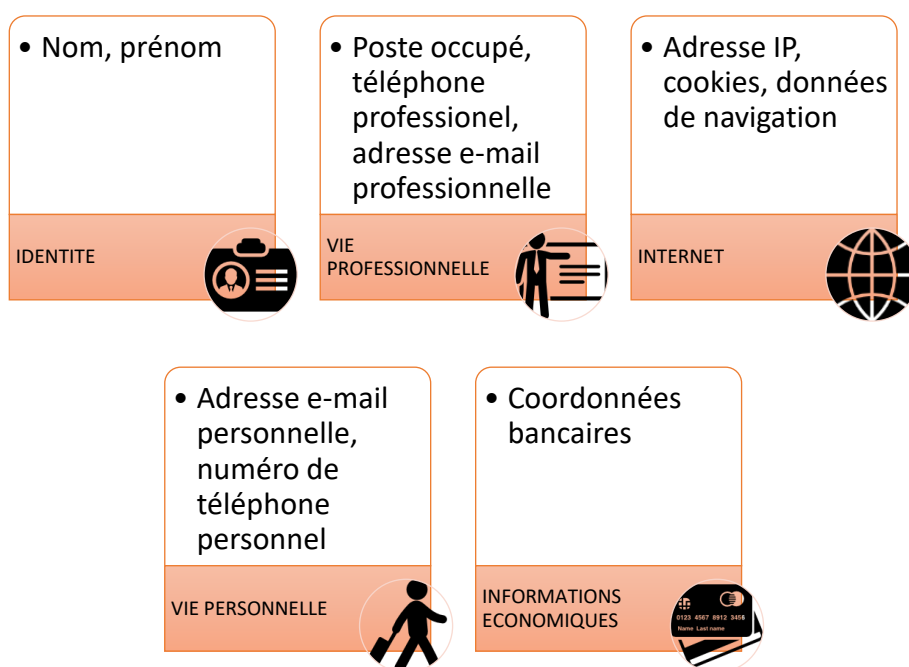 • Nom, prénom
IDENTITE
• Poste occupé,
téléphone
professionel,
adresse e-mail
professionnelle
VIE
PROFESSIONNELLE
• Adresse IP,
cookies, données
de navigation
INTERNET
• Adresse e-mail
personnelle,
numéro de
téléphone
personnel
VIE PERSONNELLE
• Coordonnées
bancaires
INFORMATIONS
ECONOMIQUES
0123 4567 8912 3456
Name Last name